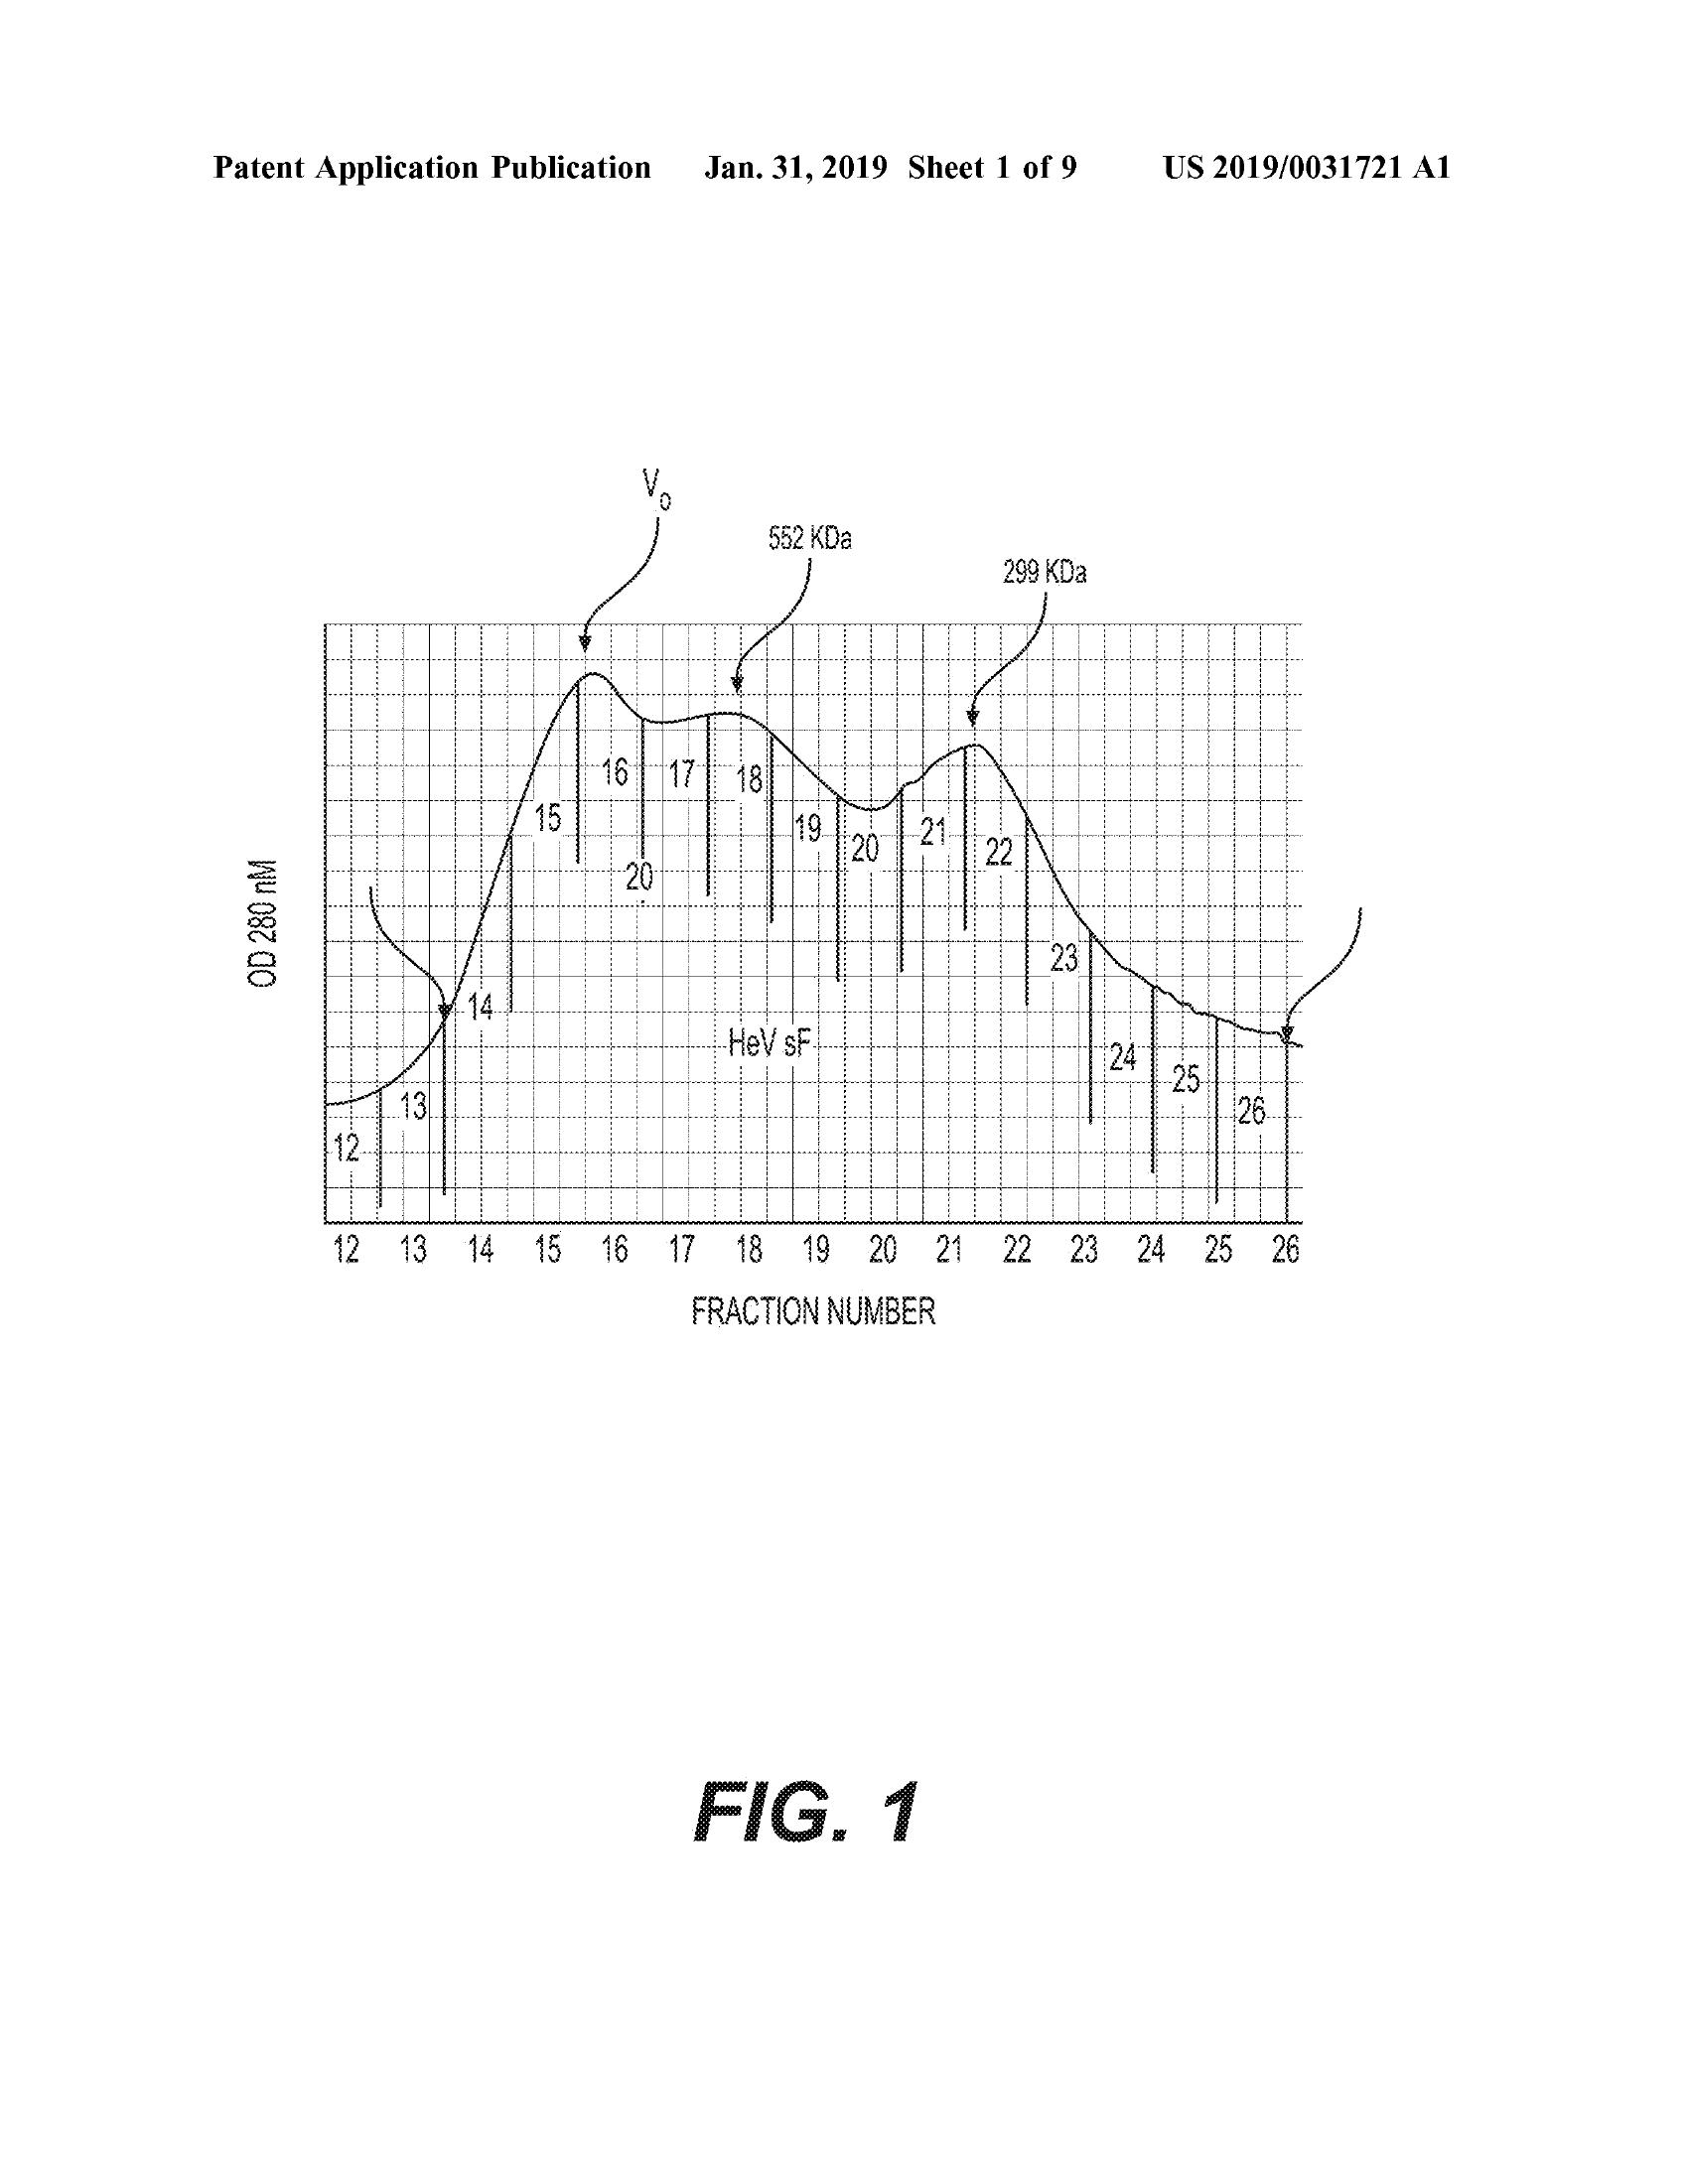 Patent Application Publication Jan. 31, 2019 Sheet 1 of 9 US 2019/0031721 A1
Vo
552 KDa
299 KDa
OD 280 nM
12
13
14
15
16
20
17
18
19
20
21
22
23
24
25
26
HeV sF
12 13 14 15 16 17 18 19 20 21 22 23 24 25 26
FRACTION NUMBER
FIG. 1